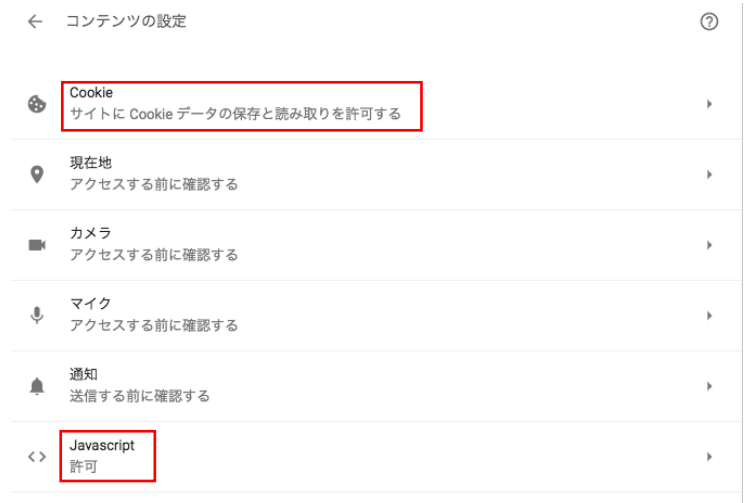 コンテンツの設定
Cookie
サイトに Cookie データの保存と読み取りを許可する
現在地
アクセスする前に確認する
カメラ
アクセスする前に確認する
マイク
アクセスする前に確認する
通知
送信する前に確認する
Javascript
許可